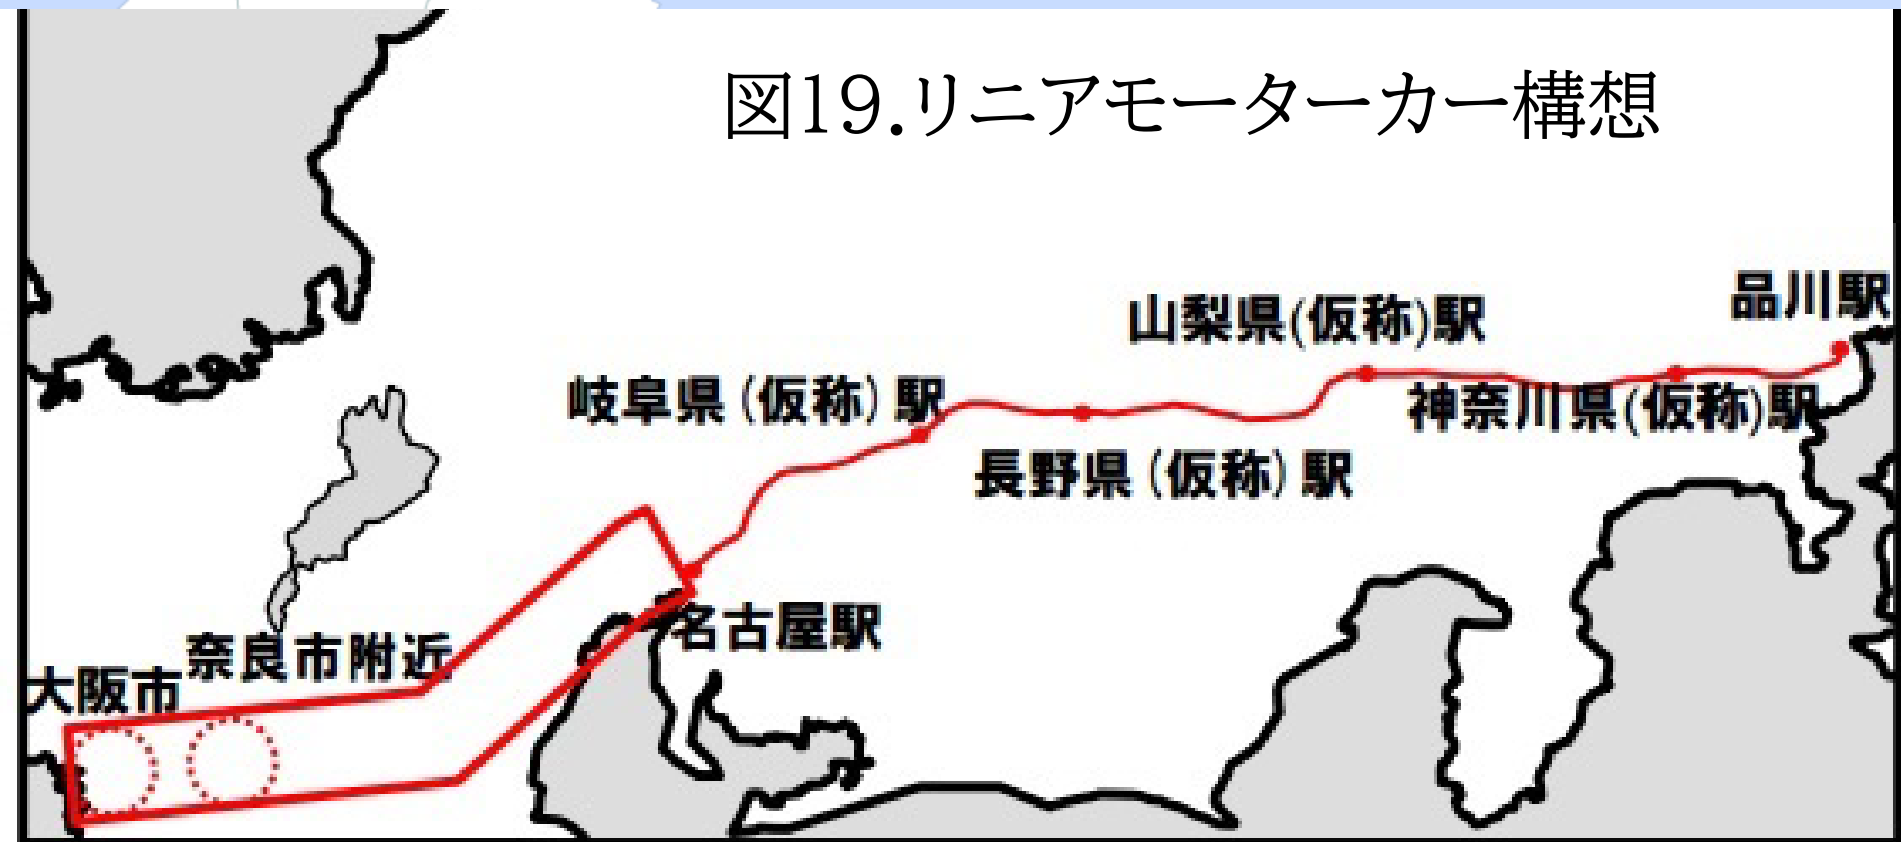 図19.リニアモーターカー構想
品川駅
山梨県(仮称)駅
岐阜県(仮称)駅
神奈川県(仮称)駅
長野県(仮称)駅
名古屋駅
奈良市附近
大阪市